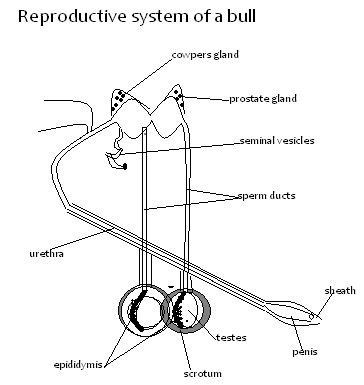 Reproductive system of a bull
cowpers gland
prostate gland
seminal vesicles
sperm ducts
urethra
sheath
testes
penis
epididymis
scrotum